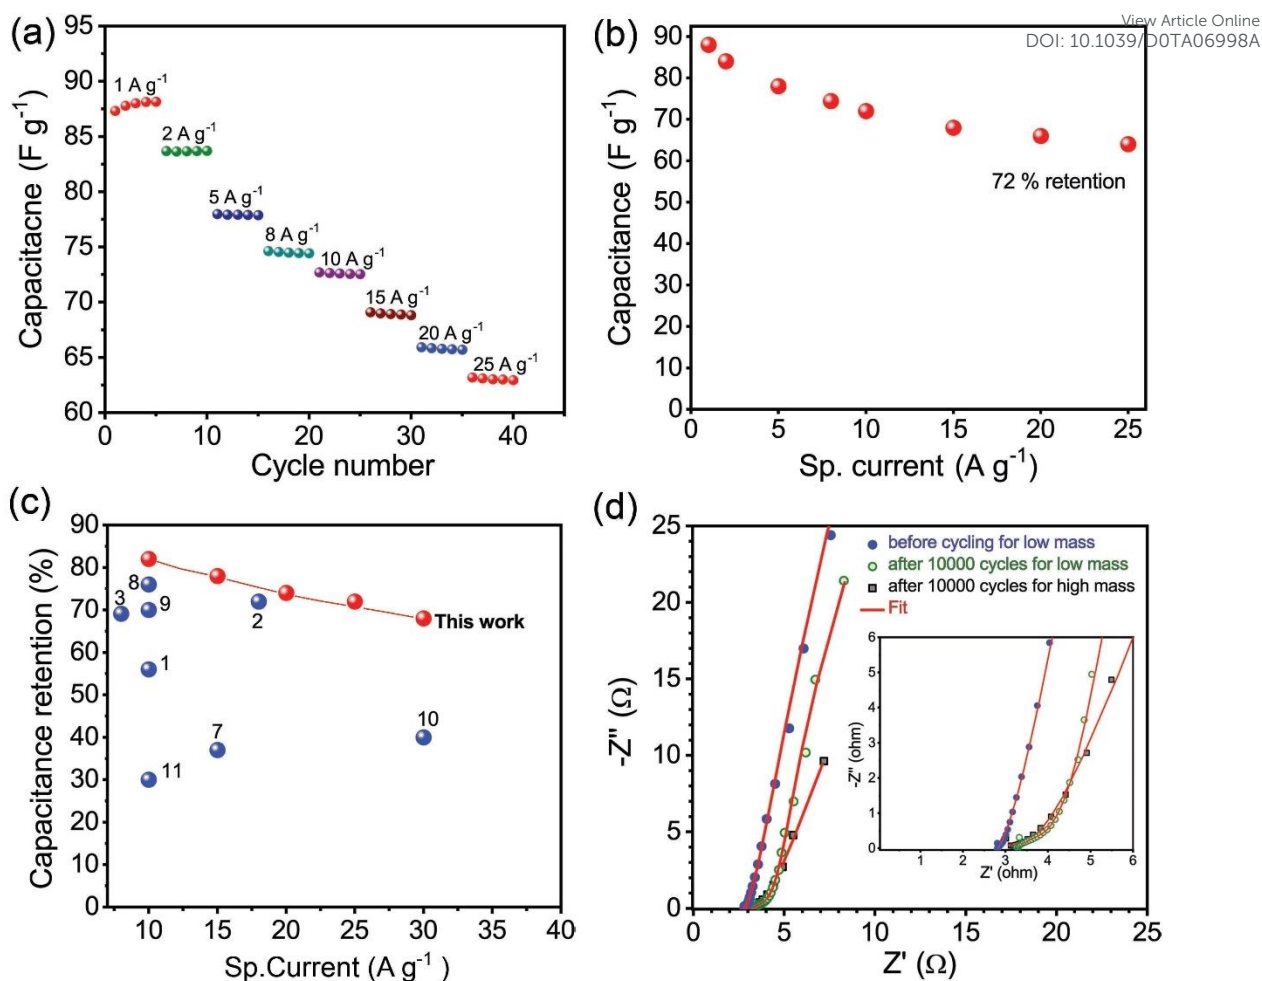 View Article Online
DOI: 10.1039/D0TA06998A
(a)
95
90
85
80
75
70
65
60
0
10
20
30
40
Capacitacne (F g-1)
Cycle number
1 A g-1
2 A g-1
5 A g-1
8 A g-1
10 A g-1
15 A g-1
20 A g-1
25 A g-1
(b)
90
80
70
60
50
40
30
20
10
0
0
5
10
15
20
25
Capacitance (F g-1)
Sp. current (A g-1)
72 % retention
(c)
90
80
70
60
50
40
30
20
10
0
10
15
20
25
30
35
40
Capacitance retention (%)
Sp.Current (A g-1 )
3
8
9
1
11
7
2
10
This work
(d)
25
20
15
10
5
0
0
5
10
15
20
25
-Z'' (Ω)
Z' (Ω)
before cycling for low mass
after 10000 cycles for low mass
after 10000 cycles for high mass
Fit
6
5
4
3
2
1
0
1
2
3
4
5
6
-Z'' (ohm)
Z' (ohm)